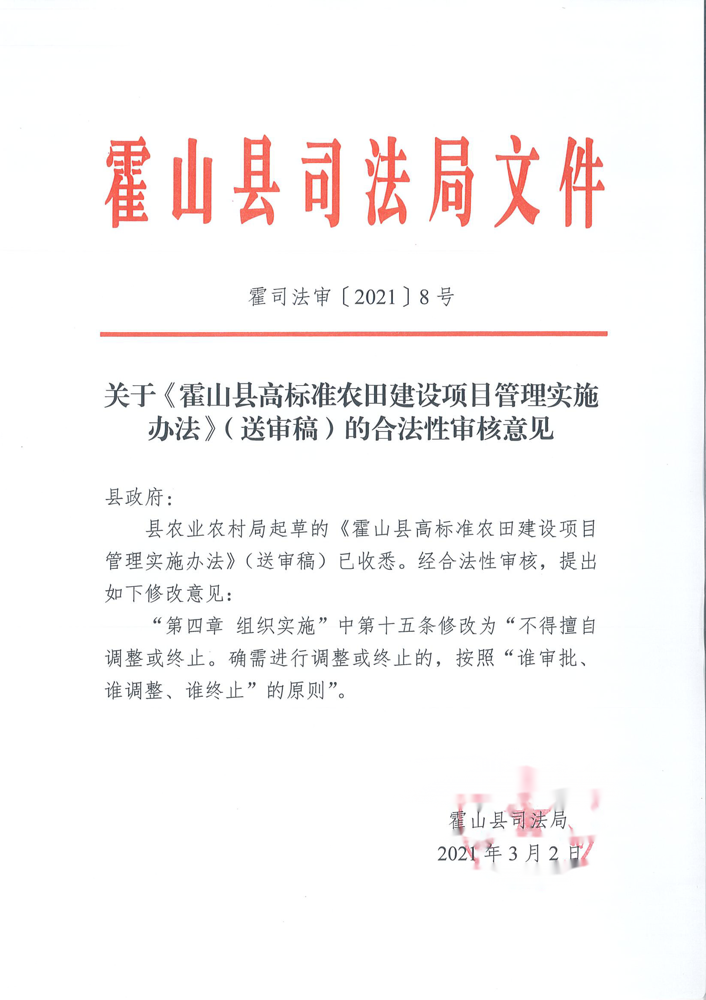 霍山县司法局文件
霍司法审〔2021〕8号
关于《霍山县高标准农田建设项目管理实施
办法》（送审稿）的合法性审核意见
县政府：
县农业农村局起草的《霍山县高标准农田建设项目
管理实施办法》（送审稿）已收悉。经合法性审核，提出
如下修改意见：
“第四章 组织实施”中第十五条修改为“不得擅自
调整或终止。确需进行调整或终止的，按照“谁审批、
谁调整、谁终止”的原则”。
霍山县司法局
2021年3月2日